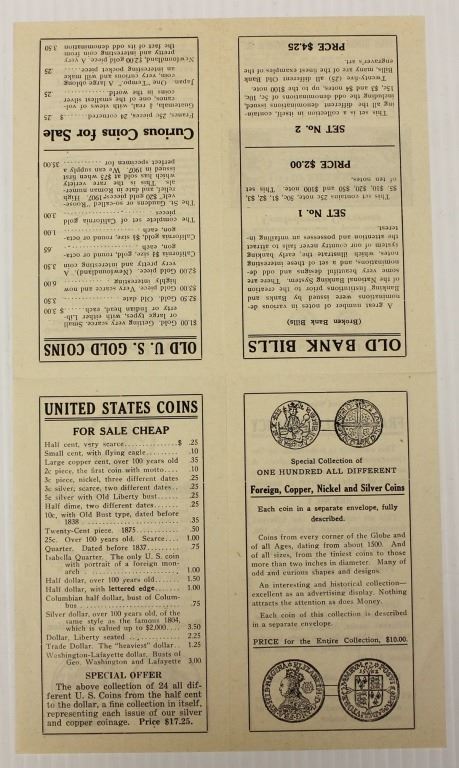 UNITED STATES COINS
FOR SALE CHEAP
Half cent, very scarce $ .25
Small cent, with flying eagle .10
Large copper cent, over 100 years old .35
2c piece, the first coin with motto .10
3c piece, nickel, three different dates .25
3c silver, scarce, two different dates .25
5c silver with Old Liberty bust .25
Half dime, two different dates .25
10c, with Old Bust type, dated before
1838 .35
Twenty-Cent piece. 1875 .50
25c. Over 100 years old. Scarce 1.00
Quarter. Dated before 1837 .75
Isabella Quarter. The only U.S. coin
with portrait of a foreign mon-
arch 1.00
Half dollar, over 100 years old 1.50
Half dollar, with lettered edge 1.00
Columbian half dollar, bust of Colum-
bus .75
Silver dollar, over 100 years old, of the
same style as the famous 1804,
which is valued up to $2,000 3.50
Dollar, Liberty seated 2.25
Trade Dollar. The "heaviest" dollar 1.25
Washington-Lafayette dollar. Busts of
Geo. Washington and Lafayette 3.00
SPECIAL OFFER
The above collection of 24 all dif-
ferent U. S. Coins from the half cent
to the dollar, a fine collection in itself,
representing each issue of our silver
and copper coinage. Price $17.25.
Special Collection of
ONE HUNDRED ALL DIFFERENT
Foreign, Copper, Nickel and Silver Coins
Each coin in a separate envelope, fully
described.
Coins from every corner of the Globe and
of all Ages, dating from about 1500. And
of all sizes, from the tiniest coins to those
more than two inches in diameter. Many of
odd and curious shapes and designs.
An interesting and historical collection—
excellent as an advertising display. Nothing
attracts the attention as does Money.
Each coin of this collection is described
in a separate envelope.
PRICE for the Entire Collection, $10.00.
OLD BANK BILLS
(Broken Bank Bills)
A great number of notes in various de-
nominations were issued by Banks and
Banking Institutions prior to the creation
of the National Banking System. There are
some very beautiful designs and odd de-
nominations, and a set of these interesting
notes, which illustrate the early banking
system of our country never fails to attract
the attention and possesses an unfailing in-
terest.
SET No. 1
This set contains 25c, 50c, $1, $2, $3,
$5, $10, $20, $50 and $100 note. This set
of ten notes,
PRICE $2.00
SET No. 2
This set is a collection in itself, contain-
ing all the different denominations issued,
including the odd denominations of 5c, 10c,
15c, $3 and $4 notes, up to the $100 note.
Twenty-five (25) all different Old Bank
Bills, many are of the finest examples of the
engraver's art.
PRICE $4.25
OLD U. S. GOLD COINS
$1.00 Gold. Getting very scarce. Small
or large types, with either Lib-
erty or Indian head, each $ 3.00
$2.50 Gold. Old date 3.50
$3.00 Gold Piece. Very scarce and now
highly interesting 6.00
$2.00 Gold piece. (Newfoundland). A
very pretty and interesting coin 3.50
California $½ size, gold, round or octa-
gon, each .65
California gold, $1 size, round or octa-
gon, each 1.00
The complete set of California gold
pieces 3.00
The St. Gaudens or so-called "Roose-
velt" $20 gold piece—1907. High
relief, and date in Roman numer-
als. This is the rare variety
which has sold at $75 when first
issued in 1907. We can supply a
perfect specimen for 35.00
Curious Coins for Sale
France, 25 pieces, 24 cornered $ .25
Guatemala, ¼ real, with views of vol-
canoes, one of the smallest silver
coins in the world .25
Japan One "Tempo". A large oblong
coin, very curious and will make
an interesting pocket piece .25
Newfoundland, $2.00 gold piece. A very
pretty and interesting coin from
the fact of its odd denomination 3.50